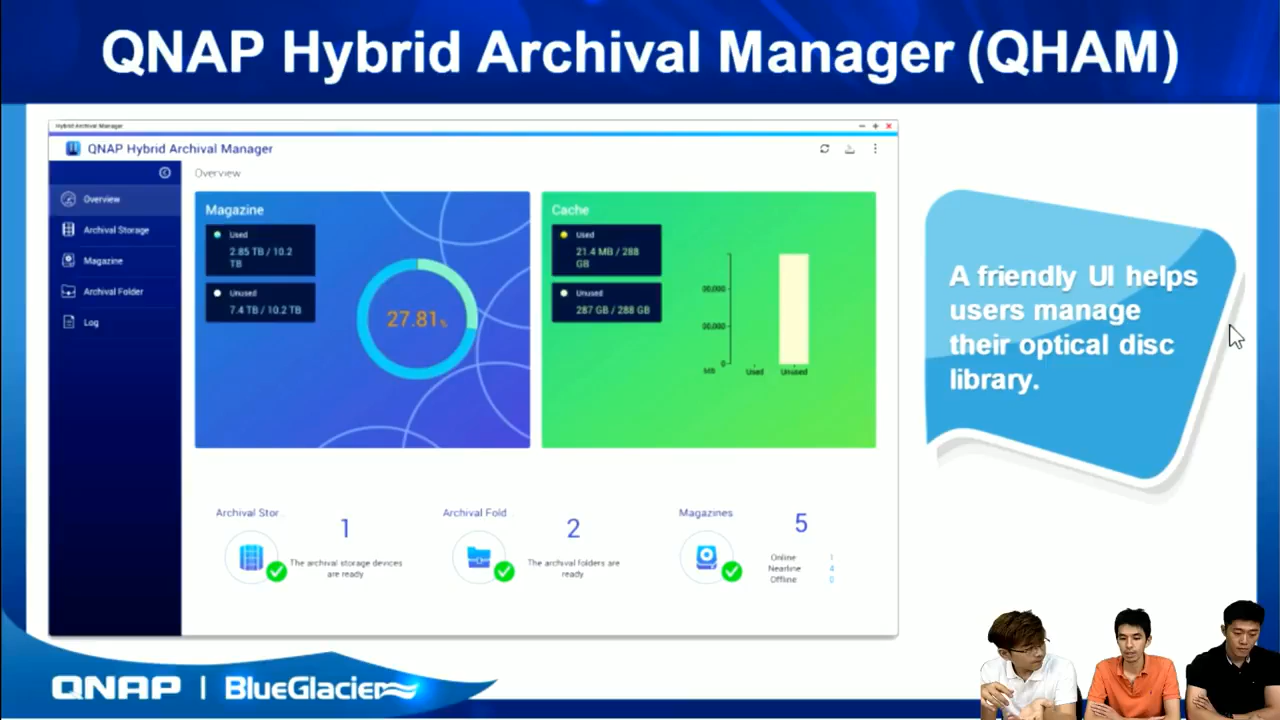 QNAP Hybrid Archival Manager (QHAM)
Hybrid Archival Manager
QNAP Hybrid Archival Manager
Overview
Archival Storage
Magazine
Archival Folder
Log
Overview
Magazine
Used
2.85 TB / 10.2
TB
Unused
7.4 TB / 10.2 TB
27.81%
Cache
Used
21.4 MB / 288
GB
Unused
287 GB / 288 GB
00,000
00,000
0
MB
Used
Unused
Archival Stor
1
The archival storage devices
are ready
Archival Fold
2
The archival folders are
ready
Magazines
5
Online 1
Nearline 4
Offline 0
A friendly UI helps
users manage
their optical disc
library.
QNAP | BlueGlacier